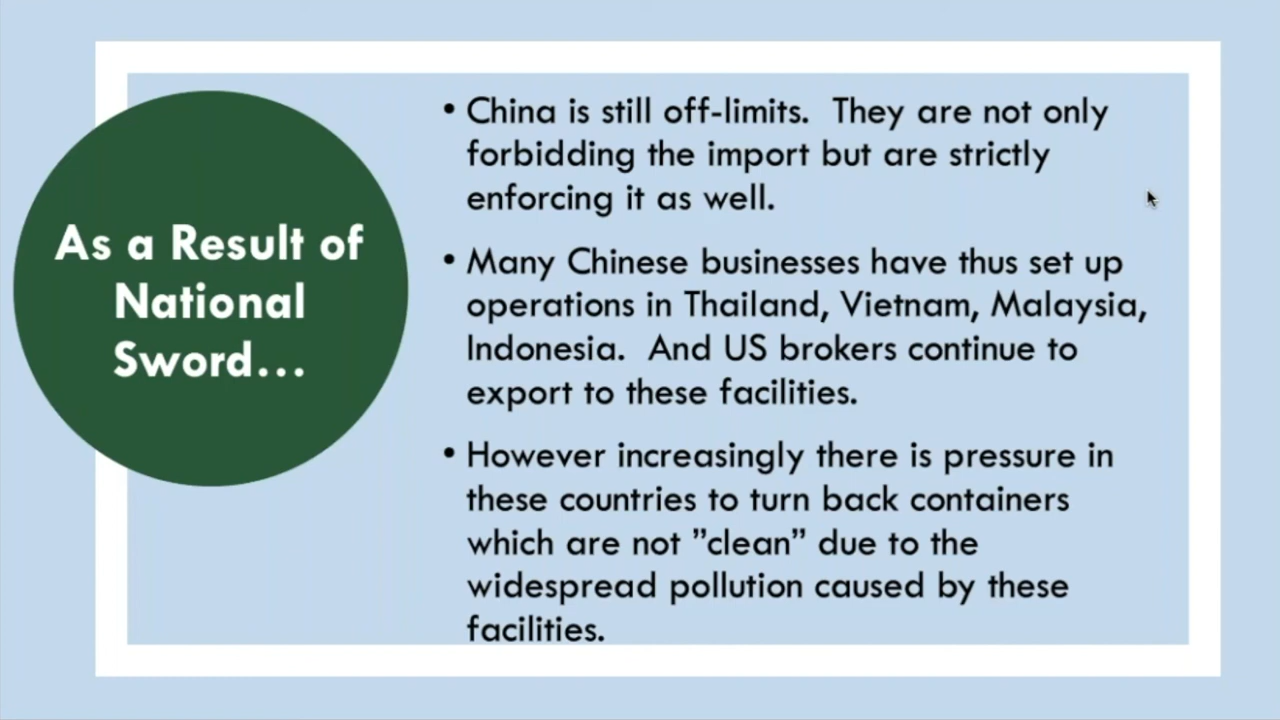 As a Result of
National
Sword...
• China is still off-limits.  They are not only
forbidding the import but are strictly
enforcing it as well.
• Many Chinese businesses have thus set up
operations in Thailand, Vietnam, Malaysia,
Indonesia.  And US brokers continue to
export to these facilities.
• However increasingly there is pressure in
these countries to turn back containers
which are not ”clean” due to the
widespread pollution caused by these
facilities.